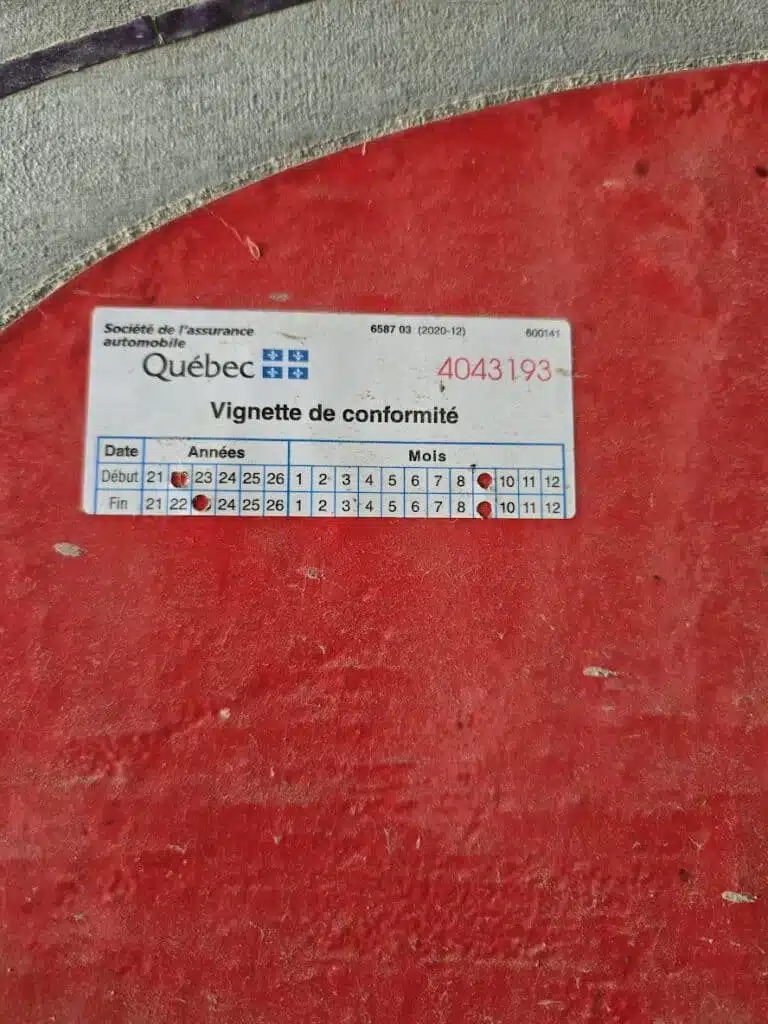 Société de l'assurance
automobile
6587 03 (2020-12)
600141
Québec
4043193
Vignette de conformité
Date Années Mois
Début 21 23 24 25 26 1 2 3 4 5 6 7 8 10 11 12
Fin 21 22 24 25 26 1 2 3 4 5 6 7 8 10 11 12